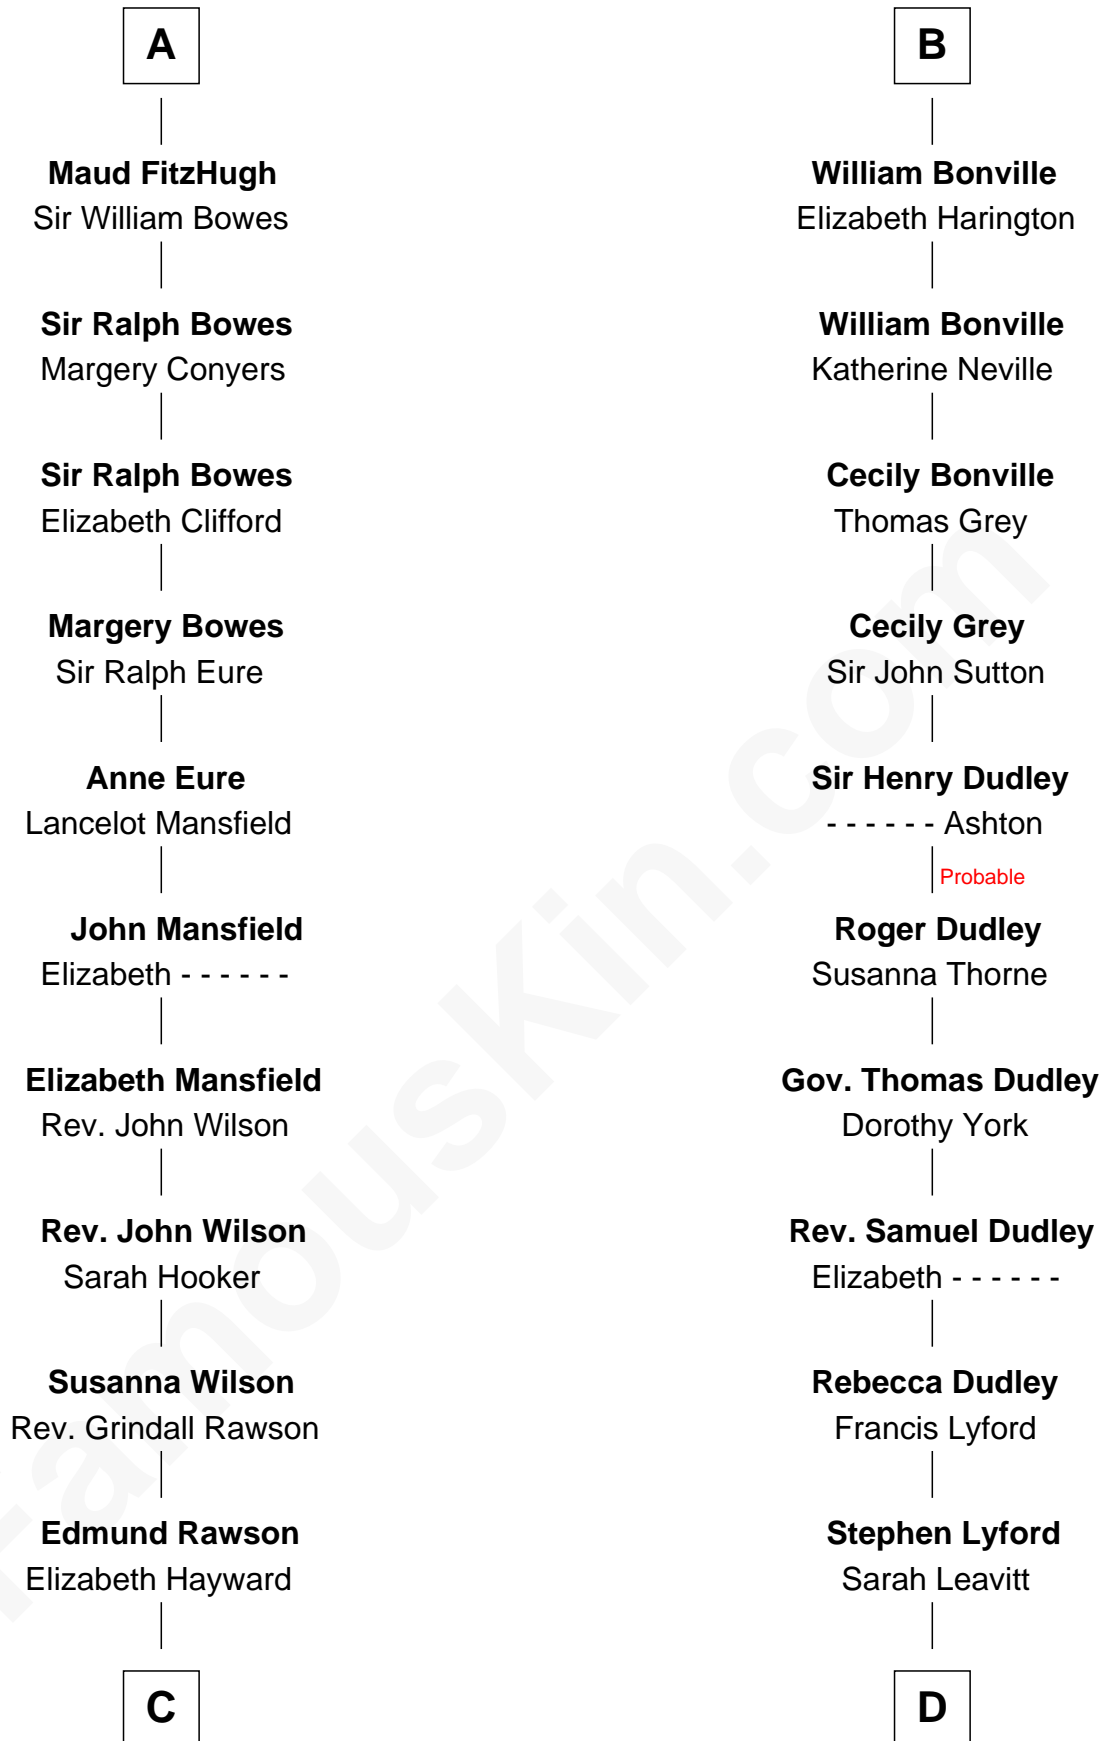 A
Maud FitzHugh
Sir William Bowes
Sir Ralph Bowes
Margery Conyers
Sir Ralph Bowes
Elizabeth Clifford
Margery Bowes
Sir Ralph Eure
Anne Eure
Lancelot Mansfield
John Mansfield
Elizabeth - - - - - -
Elizabeth Mansfield
Rev. John Wilson
Rev. John Wilson
Sarah Hooker
Susanna Wilson
Rev. Grindall Rawson
Edmund Rawson
Elizabeth Hayward
C
B
William Bonville
Elizabeth Harington
William Bonville
Katherine Neville
Cecily Bonville
Thomas Grey
Cecily Grey
Sir John Sutton
Sir Henry Dudley
- - - - - - Ashton
Probable
Roger Dudley
Susanna Thorne
Gov. Thomas Dudley
Dorothy York
Rev. Samuel Dudley
Elizabeth - - - - - -
Rebecca Dudley
Francis Lyford
Stephen Lyford
Sarah Leavitt
D
FamousKin.com